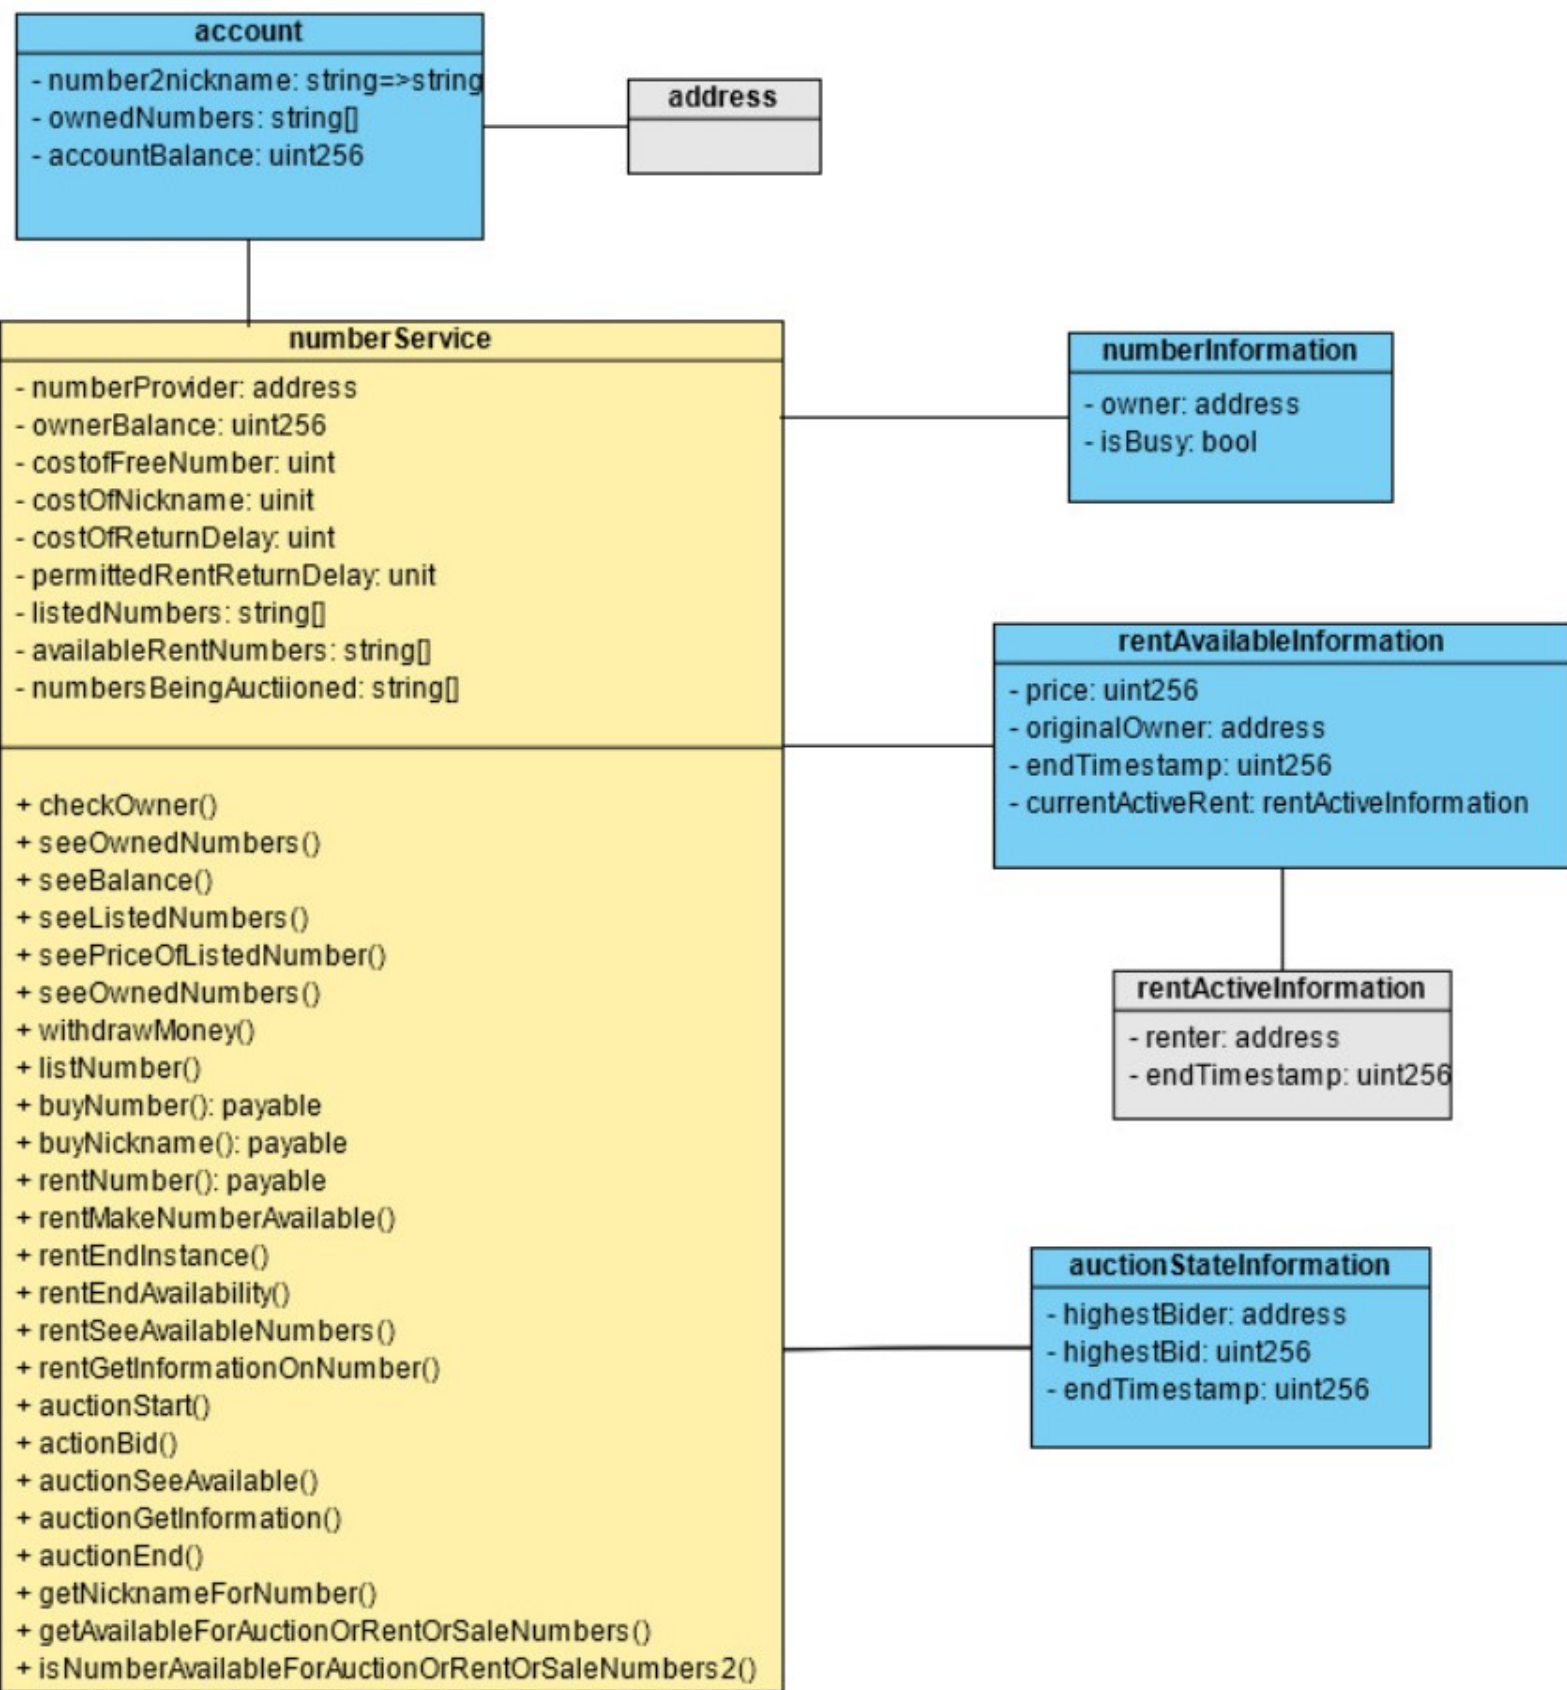 account
- number2nickname: string=>string
- ownedNumbers: string[]
- accountBalance: uint256
address
numberService
- numberProvider: address
- ownerBalance: uint256
- costofFreeNumber: uint
- costOfNickname: uinit
- costOfReturnDelay: uint
- permittedRentReturnDelay: unit
- listedNumbers: string[]
- availableRentNumbers: string[]
- numbersBeingAuctiioned: string[]
+ checkOwner()
+ seeOwnedNumbers()
+ seeBalance()
+ seeListedNumbers()
+ seePriceOfListedNumber()
+ seeOwnedNumbers()
+ withdrawMoney()
+ listNumber()
+ buyNumber(): payable
+ buyNickname(): payable
+ rentNumber(): payable
+ rentMakeNumberAvailable()
+ rentEndInstance()
+ rentEndAvailability()
+ rentSeeAvailableNumbers()
+ rentGetInformationOnNumber()
+ auctionStart()
+ actionBid()
+ auctionSeeAvailable()
+ auctionGetInformation()
+ auctionEnd()
+ getNicknameForNumber()
+ getAvailableForAuctionOrRentOrSaleNumbers()
+ isNumberAvailableForAuctionOrRentOrSaleNumbers2()
numberInformation
- owner: address
- isBusy: bool
rentAvailableInformation
- price: uint256
- originalOwner: address
- endTimestamp: uint256
- currentActiveRent: rentActiveInformation
rentActiveInformation
- renter: address
- endTimestamp: uint256
auctionStateInformation
- highestBider: address
- highestBid: uint256
- endTimestamp: uint256